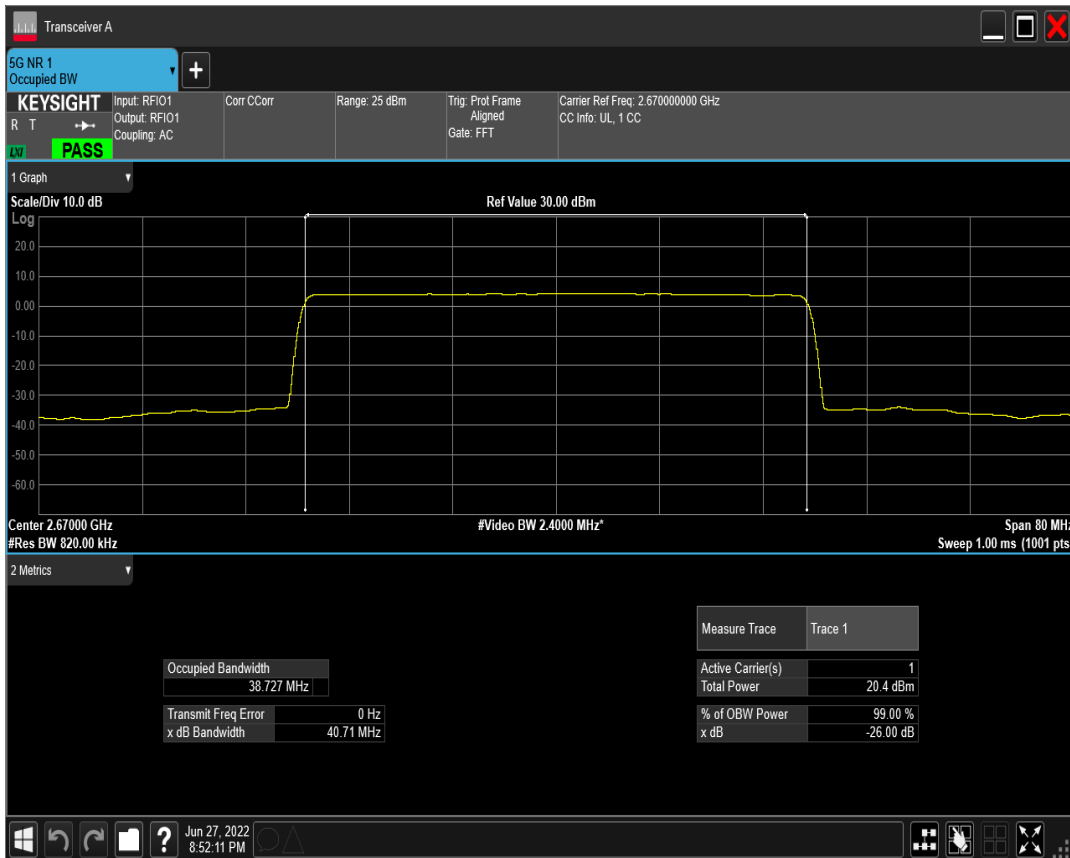 Transceiver A
5G NR 1
Occupied BW
+
KEYSIGHT
R T
LXI
PASS
Input: RFIO1
Output: RFIO1
Coupling: AC
Corr CCorr
Range: 25 dBm
Trig: Prot Frame
Aligned
Gate: FFT
Carrier Ref Freq: 2.670000000 GHz
CC Info: UL, 1 CC
1 Graph
Scale/Div 10.0 dB
Ref Value 30.00 dBm
Log
20.0
10.0
0.00
-10.0
-20.0
-30.0
-40.0
-50.0
-60.0
Center 2.67000 GHz
#Video BW 2.4000 MHz*
Span 80 MHz
#Res BW 820.00 kHz
Sweep 1.00 ms (1001 pts
2 Metrics
Measure Trace Trace 1
Occupied Bandwidth
38.727 MHz
Active Carrier(s) 1
Total Power 20.4 dBm
Transmit Freq Error 0 Hz
x dB Bandwidth 40.71 MHz
% of OBW Power 99.00 %
x dB -26.00 dB
?
Jun 27, 2022
8:52:11 PM